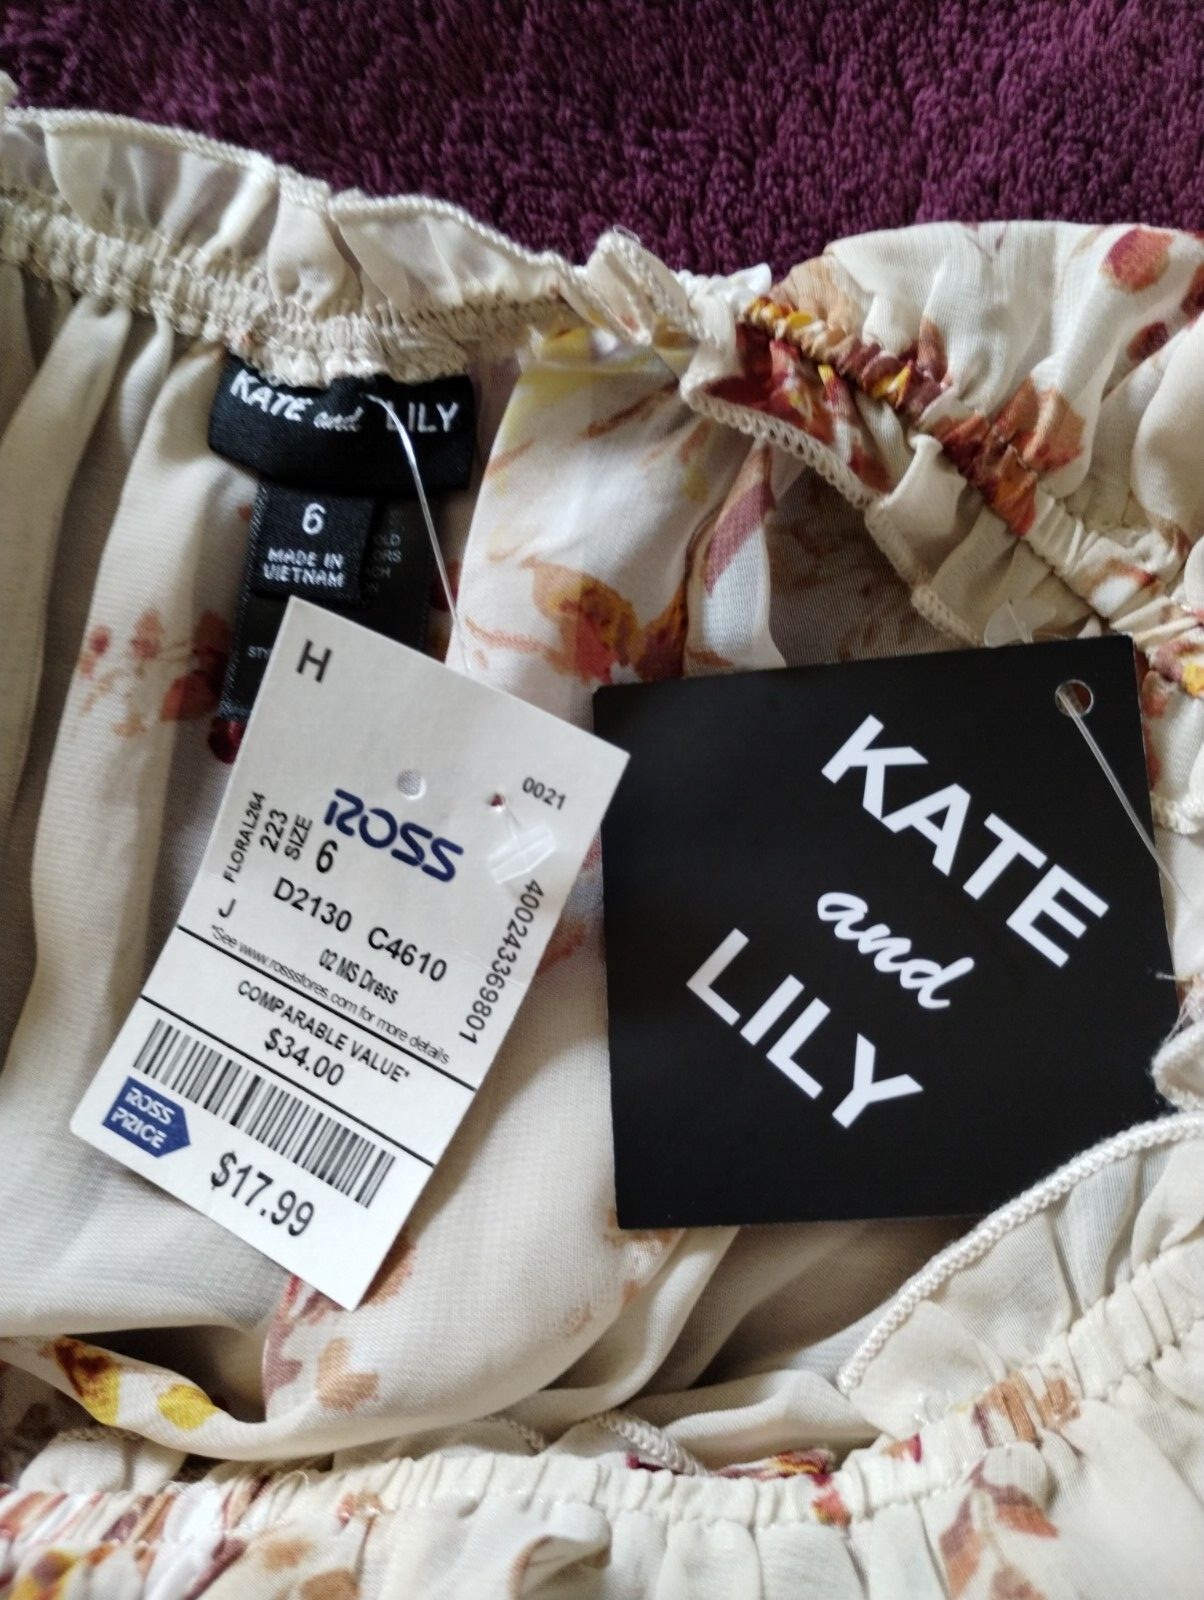 KATE and LILY
6
MADE IN
VIETNAM
H
0021
ROSS
FLORAL264
223
SIZE
6
J
D2130 C4610
02 MS Dress
400243369801
*See www.rossstores.com for more details
COMPARABLE VALUE*
$34.00
ROSS
PRICE
$17.99
KATE
and
LILY